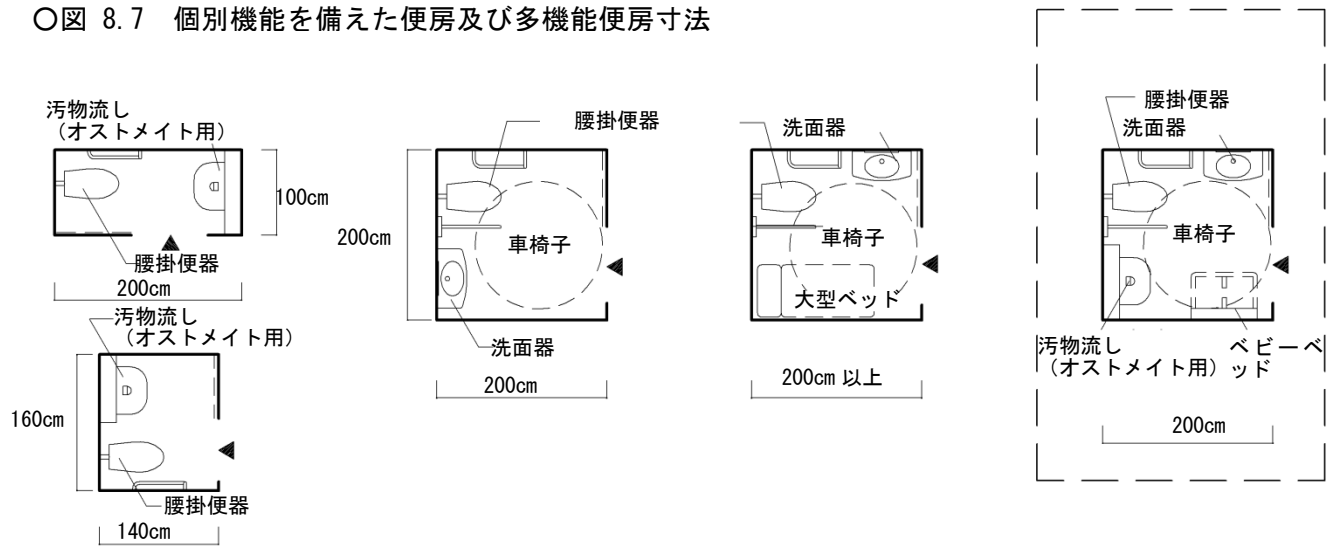 〇図 8.7 個別機能を備えた便房及び多機能便房寸法
汚物流し
（オストメイト用）
100cm
腰掛便器
200cm
汚物流し
（オストメイト用）
160cm
腰掛便器
140cm
腰掛便器
200cm
車椅子
洗面器
200cm
洗面器
車椅子
大型ベッド
200cm 以上
腰掛便器
洗面器
車椅子
汚物流し
（オストメイト用）
ベビーベ
ッド
200cm